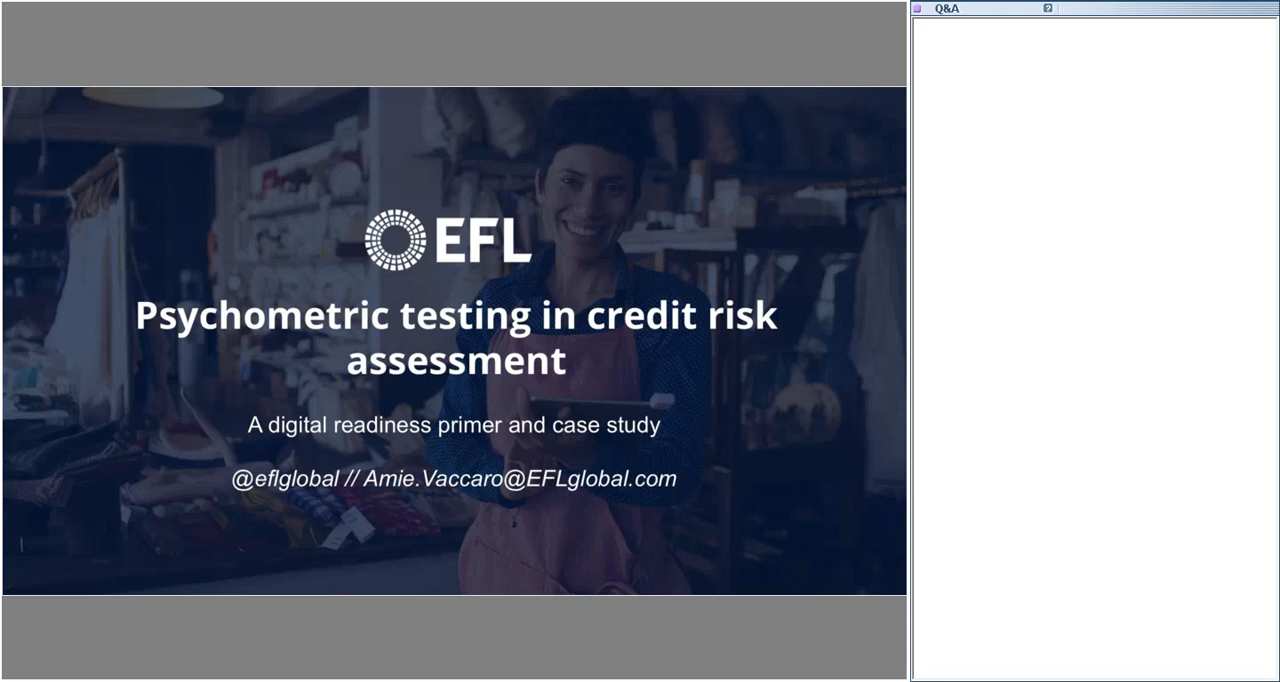 Q&A
EFL
Psychometric testing in credit risk
assessment
A digital readiness primer and case study
@eflglobal // Amie.Vaccaro@EFLglobal.com